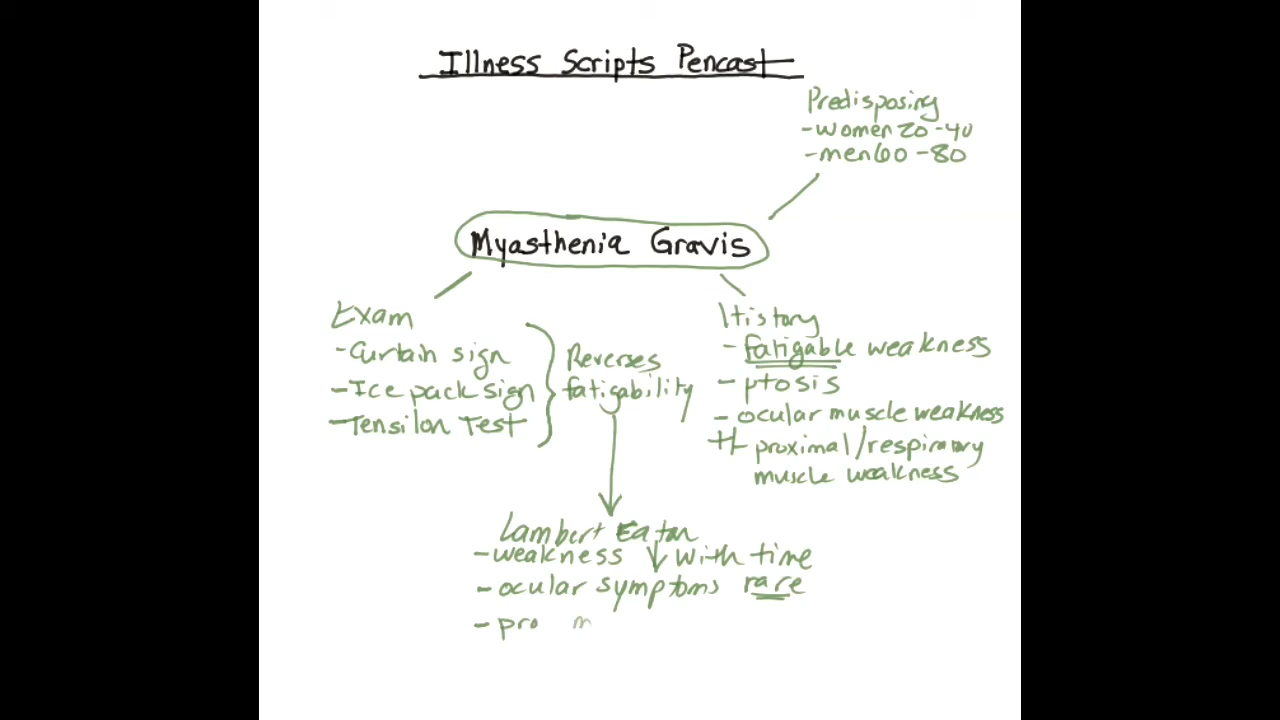 Illness Scripts Pencast
Predisposing
-women 20-40
-men 60-80
Myasthenia Gravis
Exam
-Curtain sign
-Ice pack sign
-Tensilon Test
Reverses
fatigability
History
-fatigable weakness
-ptosis
-ocular muscle weakness
+/- proximal/respiratory
muscle weakness
Lambert Eaton
-weakness ↓ with time
-ocular symptoms rare
-pro